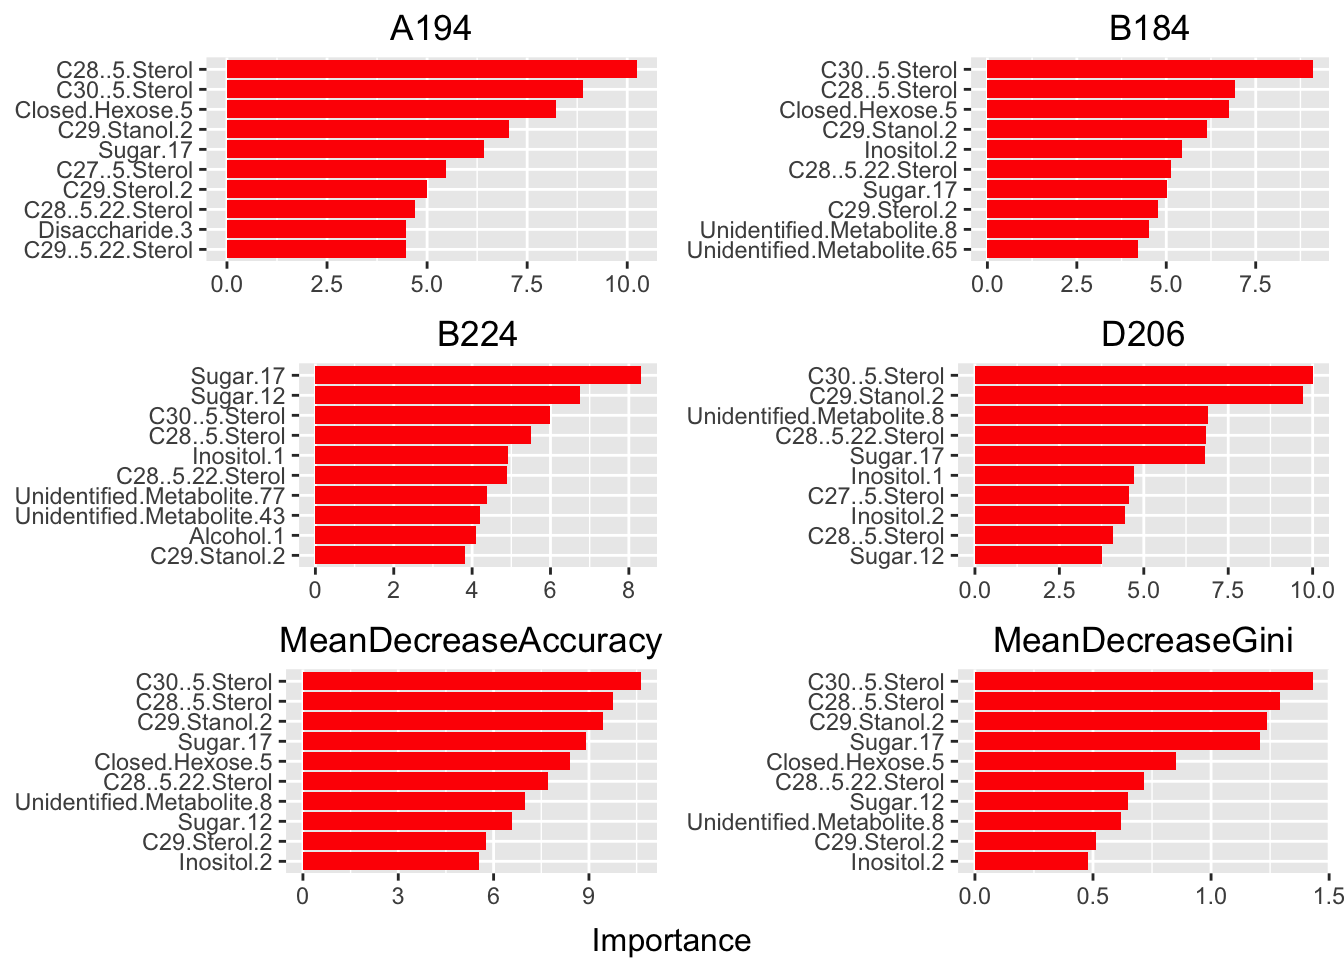 A194
C28..5.Sterol
C30..5.Sterol
Closed.Hexose.5
C29.Stanol.2
Sugar.17
C27..5.Sterol
C29.Sterol.2
C28..5.22.Sterol
Disaccharide.3
C29..5.22.Sterol
0.0 2.5 5.0 7.5 10.0
B184
C30..5.Sterol
C28..5.Sterol
Closed.Hexose.5
C29.Stanol.2
Inositol.2
C28..5.22.Sterol
Sugar.17
C29.Sterol.2
Unidentified.Metabolite.8
Unidentified.Metabolite.65
0.0 2.5 5.0 7.5
B224
Sugar.17
Sugar.12
C30..5.Sterol
C28..5.Sterol
Inositol.1
C28..5.22.Sterol
Unidentified.Metabolite.77
Unidentified.Metabolite.43
Alcohol.1
C29.Stanol.2
0 2 4 6 8
D206
C30..5.Sterol
C29.Stanol.2
Unidentified.Metabolite.8
C28..5.22.Sterol
Sugar.17
Inositol.1
C27..5.Sterol
Inositol.2
C28..5.Sterol
Sugar.12
0.0 2.5 5.0 7.5 10.0
MeanDecreaseAccuracy
C30..5.Sterol
C28..5.Sterol
C29.Stanol.2
Sugar.17
Closed.Hexose.5
C28..5.22.Sterol
Unidentified.Metabolite.8
Sugar.12
C29.Sterol.2
Inositol.2
0 3 6 9
MeanDecreaseGini
C30..5.Sterol
C28..5.Sterol
C29.Stanol.2
Sugar.17
Closed.Hexose.5
C28..5.22.Sterol
Sugar.12
Unidentified.Metabolite.8
C29.Sterol.2
Inositol.2
0.0 0.5 1.0 1.5
Importance